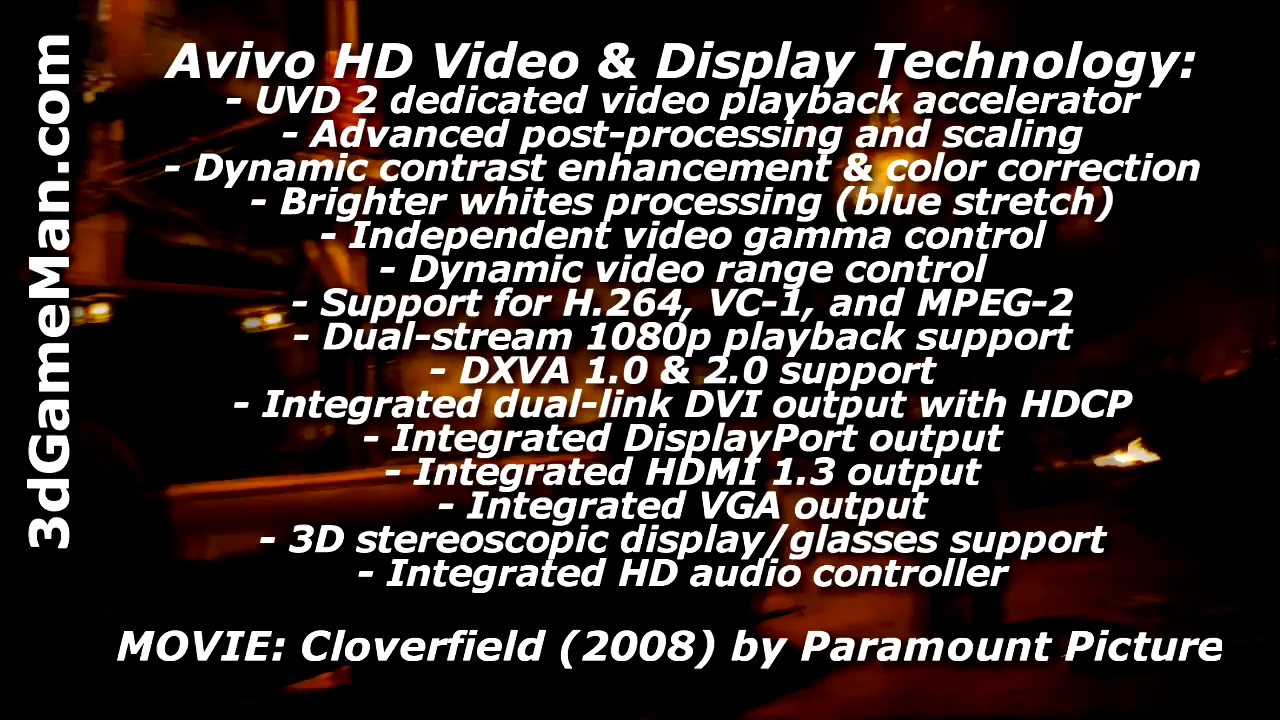 3dGameMan.com
Avivo HD Video & Display Technology:
- UVD 2 dedicated video playback accelerator
- Advanced post-processing and scaling
- Dynamic contrast enhancement & color correction
- Brighter whites processing (blue stretch)
- Independent video gamma control
- Dynamic video range control
- Support for H.264, VC-1, and MPEG-2
- Dual-stream 1080p playback support
- DXVA 1.0 & 2.0 support
- Integrated dual-link DVI output with HDCP
- Integrated DisplayPort output
- Integrated HDMI 1.3 output
- Integrated VGA output
- 3D stereoscopic display/glasses support
- Integrated HD audio controller
MOVIE: Cloverfield (2008) by Paramount Picture